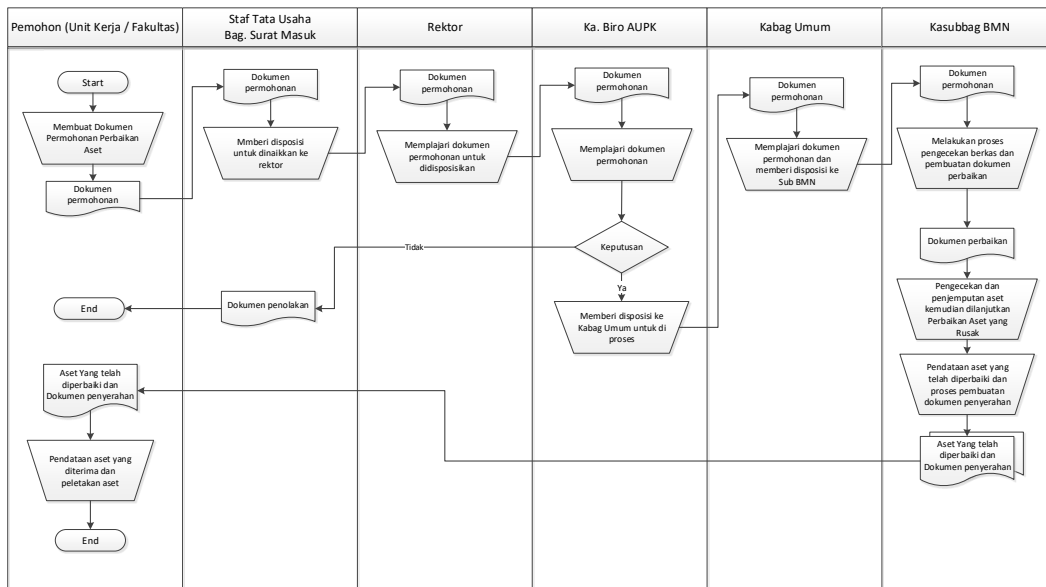 Pemohon (Unit Kerja / Fakultas)
Staf Tata Usaha
Bag. Surat Masuk
Rektor
Ka. Biro AUPK
Kabag Umum
Kasubbag BMN
Start
Membuat Dokumen
Permohonan Perbaikan
Aset
Dokumen
permohonan
Dokumen
permohonan
Mmberi disposisi
untuk dinaikkan ke
rektor
Dokumen
permohonan
Memplajari dokumen
permohonan untuk
didisposisikan
Dokumen
permohonan
Memplajari dokumen
permohonan
Keputusan
Tidak
Ya
Dokumen penolakan
End
Memberi disposisi ke
Kabag Umum untuk di
proses
Dokumen
permohonan
Memplajari dokumen
permohonan dan
memberi disposisi ke
Sub BMN
Dokumen
permohonan
Melakukan proses
pengecekan berkas dan
pembuatan dokumen
perbaikan
Dokumen perbaikan
Pengecekan dan
penjemputan aset
kemudian dilanjutkan
Perbaikan Aset yang
Rusak
Pendataan aset yang
telah diperbaiki dan
proses pembuatan
dokumen penyerahan
Aset Yang telah
diperbaiki dan
Dokumen penyerahan
Aset Yang telah
diperbaiki dan
Dokumen penyerahan
Pendataan aset yang
diterima dan
peletakan aset
End